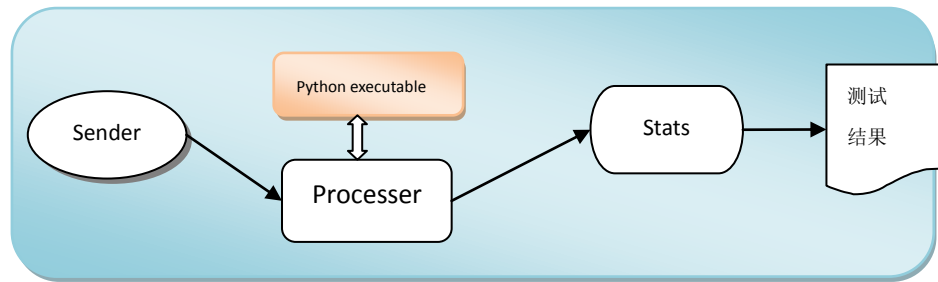 Python executable
Sender
Processer
Stats
测试
结果